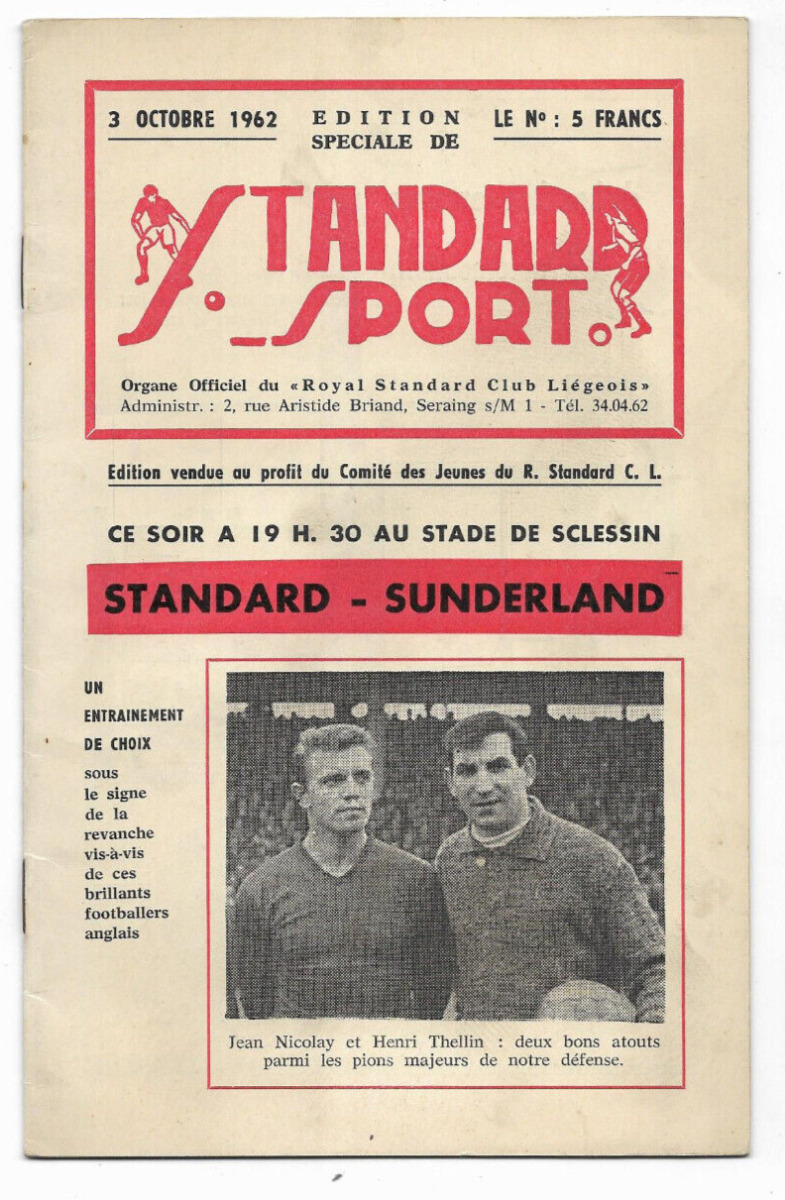 3 OCTOBRE 1962
EDITION
SPECIALE DE
LE Nº : 5 FRANCS
STANDARD
SPORT
Organe Officiel du «Royal Standard Club Liégeois»
Administr. : 2, rue Aristide Briand, Seraing s/M 1 - Tél. 34.04.62
Edition vendue au profit du Comité des Jeunes du R. Standard C. L.
CE SOIR A 19 H. 30 AU STADE DE SCLESSIN
STANDARD - SUNDERLAND
UN
ENTRAINEMENT
DE CHOIX
sous
le signe
de la
revanche
vis-à-vis
de ces
brillants
footballers
anglais
Jean Nicolay et Henri Thellin : deux bons atouts
parmi les pions majeurs de notre défense.